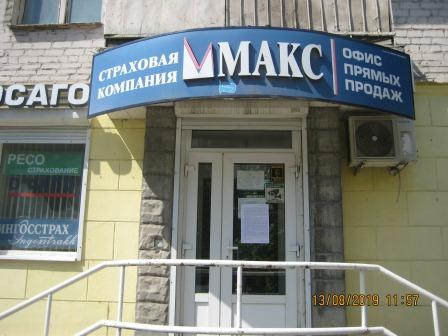 СТРАХОВАЯ
КОМПАНИЯ
МАКС
ОФИС
ПРЯМЫХ
ПРОДАЖ
ОСАГО
РЕСО
СТРАХОВАНИЕ
ИНГОССТРАХ
Ingosstrakh
13/08/2019 11:57